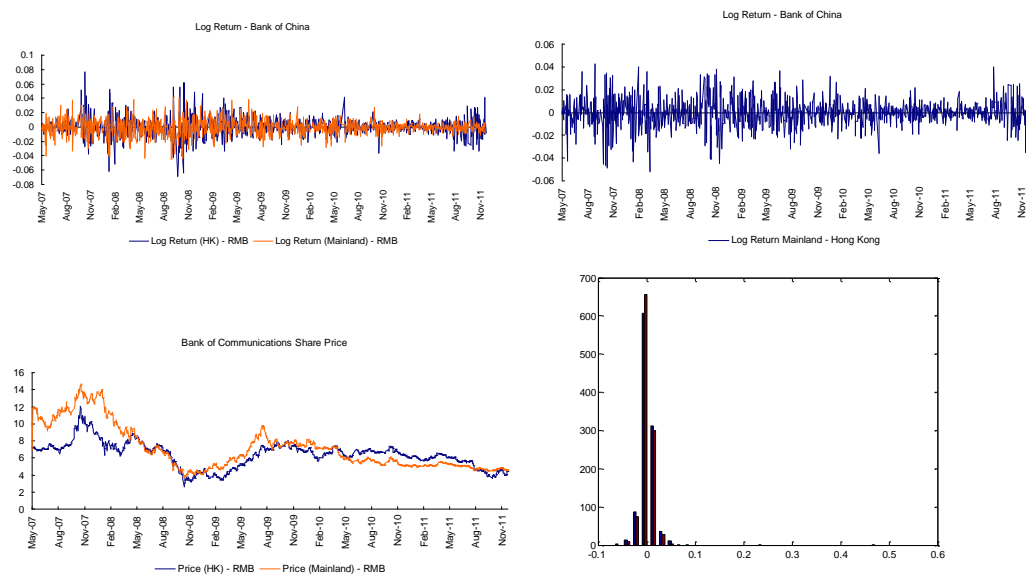 Log Return - Bank of China
0.1
0.08
0.06
0.04
0.02
0
-0.02
-0.04
-0.06
-0.08
May-07
Aug-07
Nov-07
Feb-08
May-08
Aug-08
Nov-08
Feb-09
May-09
Aug-09
Nov-09
Feb-10
May-10
Aug-10
Nov-10
Feb-11
May-11
Aug-11
Nov-11
Log Return (HK) - RMB
Log Return (Mainland) - RMB
Log Return - Bank of China
0.06
0.04
0.02
0
-0.02
-0.04
-0.06
May-07
Aug-07
Nov-07
Feb-08
May-08
Aug-08
Nov-08
Feb-09
May-09
Aug-09
Nov-09
Feb-10
May-10
Aug-10
Nov-10
Feb-11
May-11
Aug-11
Nov-11
Log Return Mainland - Hong Kong
Bank of Communications Share Price
16
14
12
10
8
6
4
2
0
May-07
Aug-07
Nov-07
Feb-08
May-08
Aug-08
Nov-08
Feb-09
May-09
Aug-09
Nov-09
Feb-10
May-10
Aug-10
Nov-10
Feb-11
May-11
Aug-11
Nov-11
Price (HK) - RMB
Price (Mainland) - RMB
700
600
500
400
300
200
100
0
-0.1
0
0.1
0.2
0.3
0.4
0.5
0.6